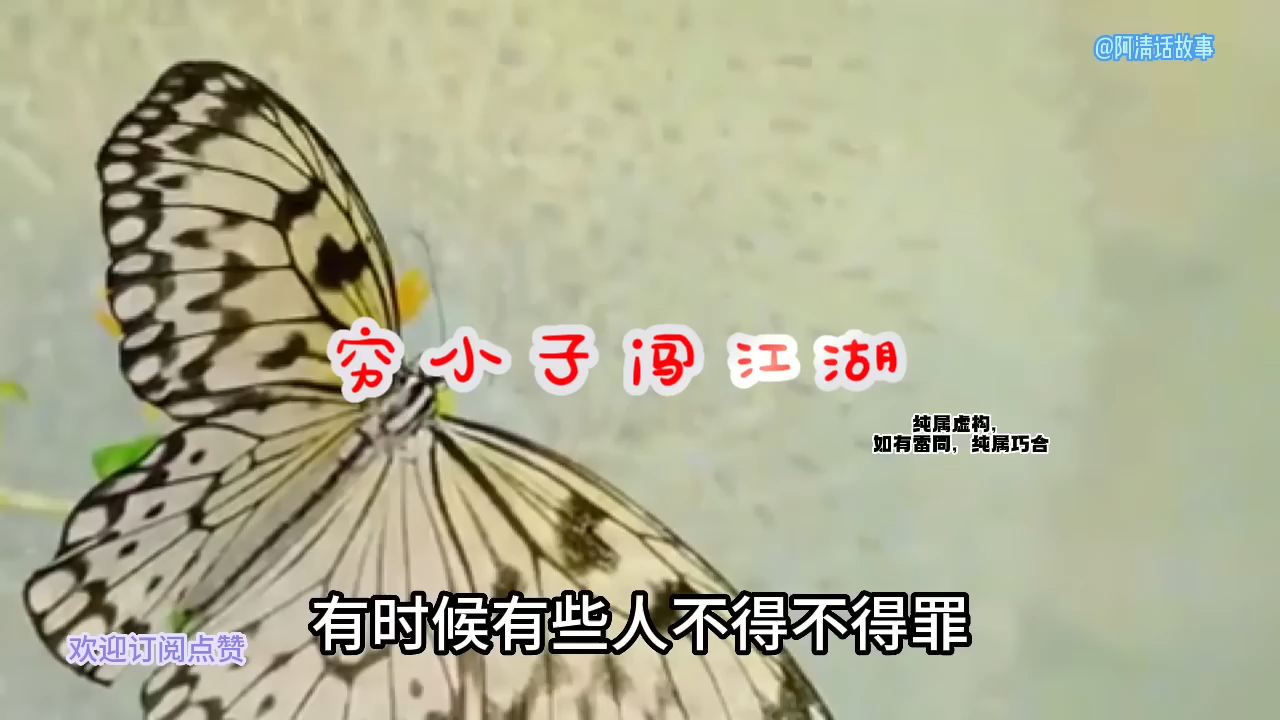 @阿清话故事
穷小子闯江湖
纯属虚构，
如有雷同，纯属巧合
有时候有些人不得不得罪
欢迎订阅点赞